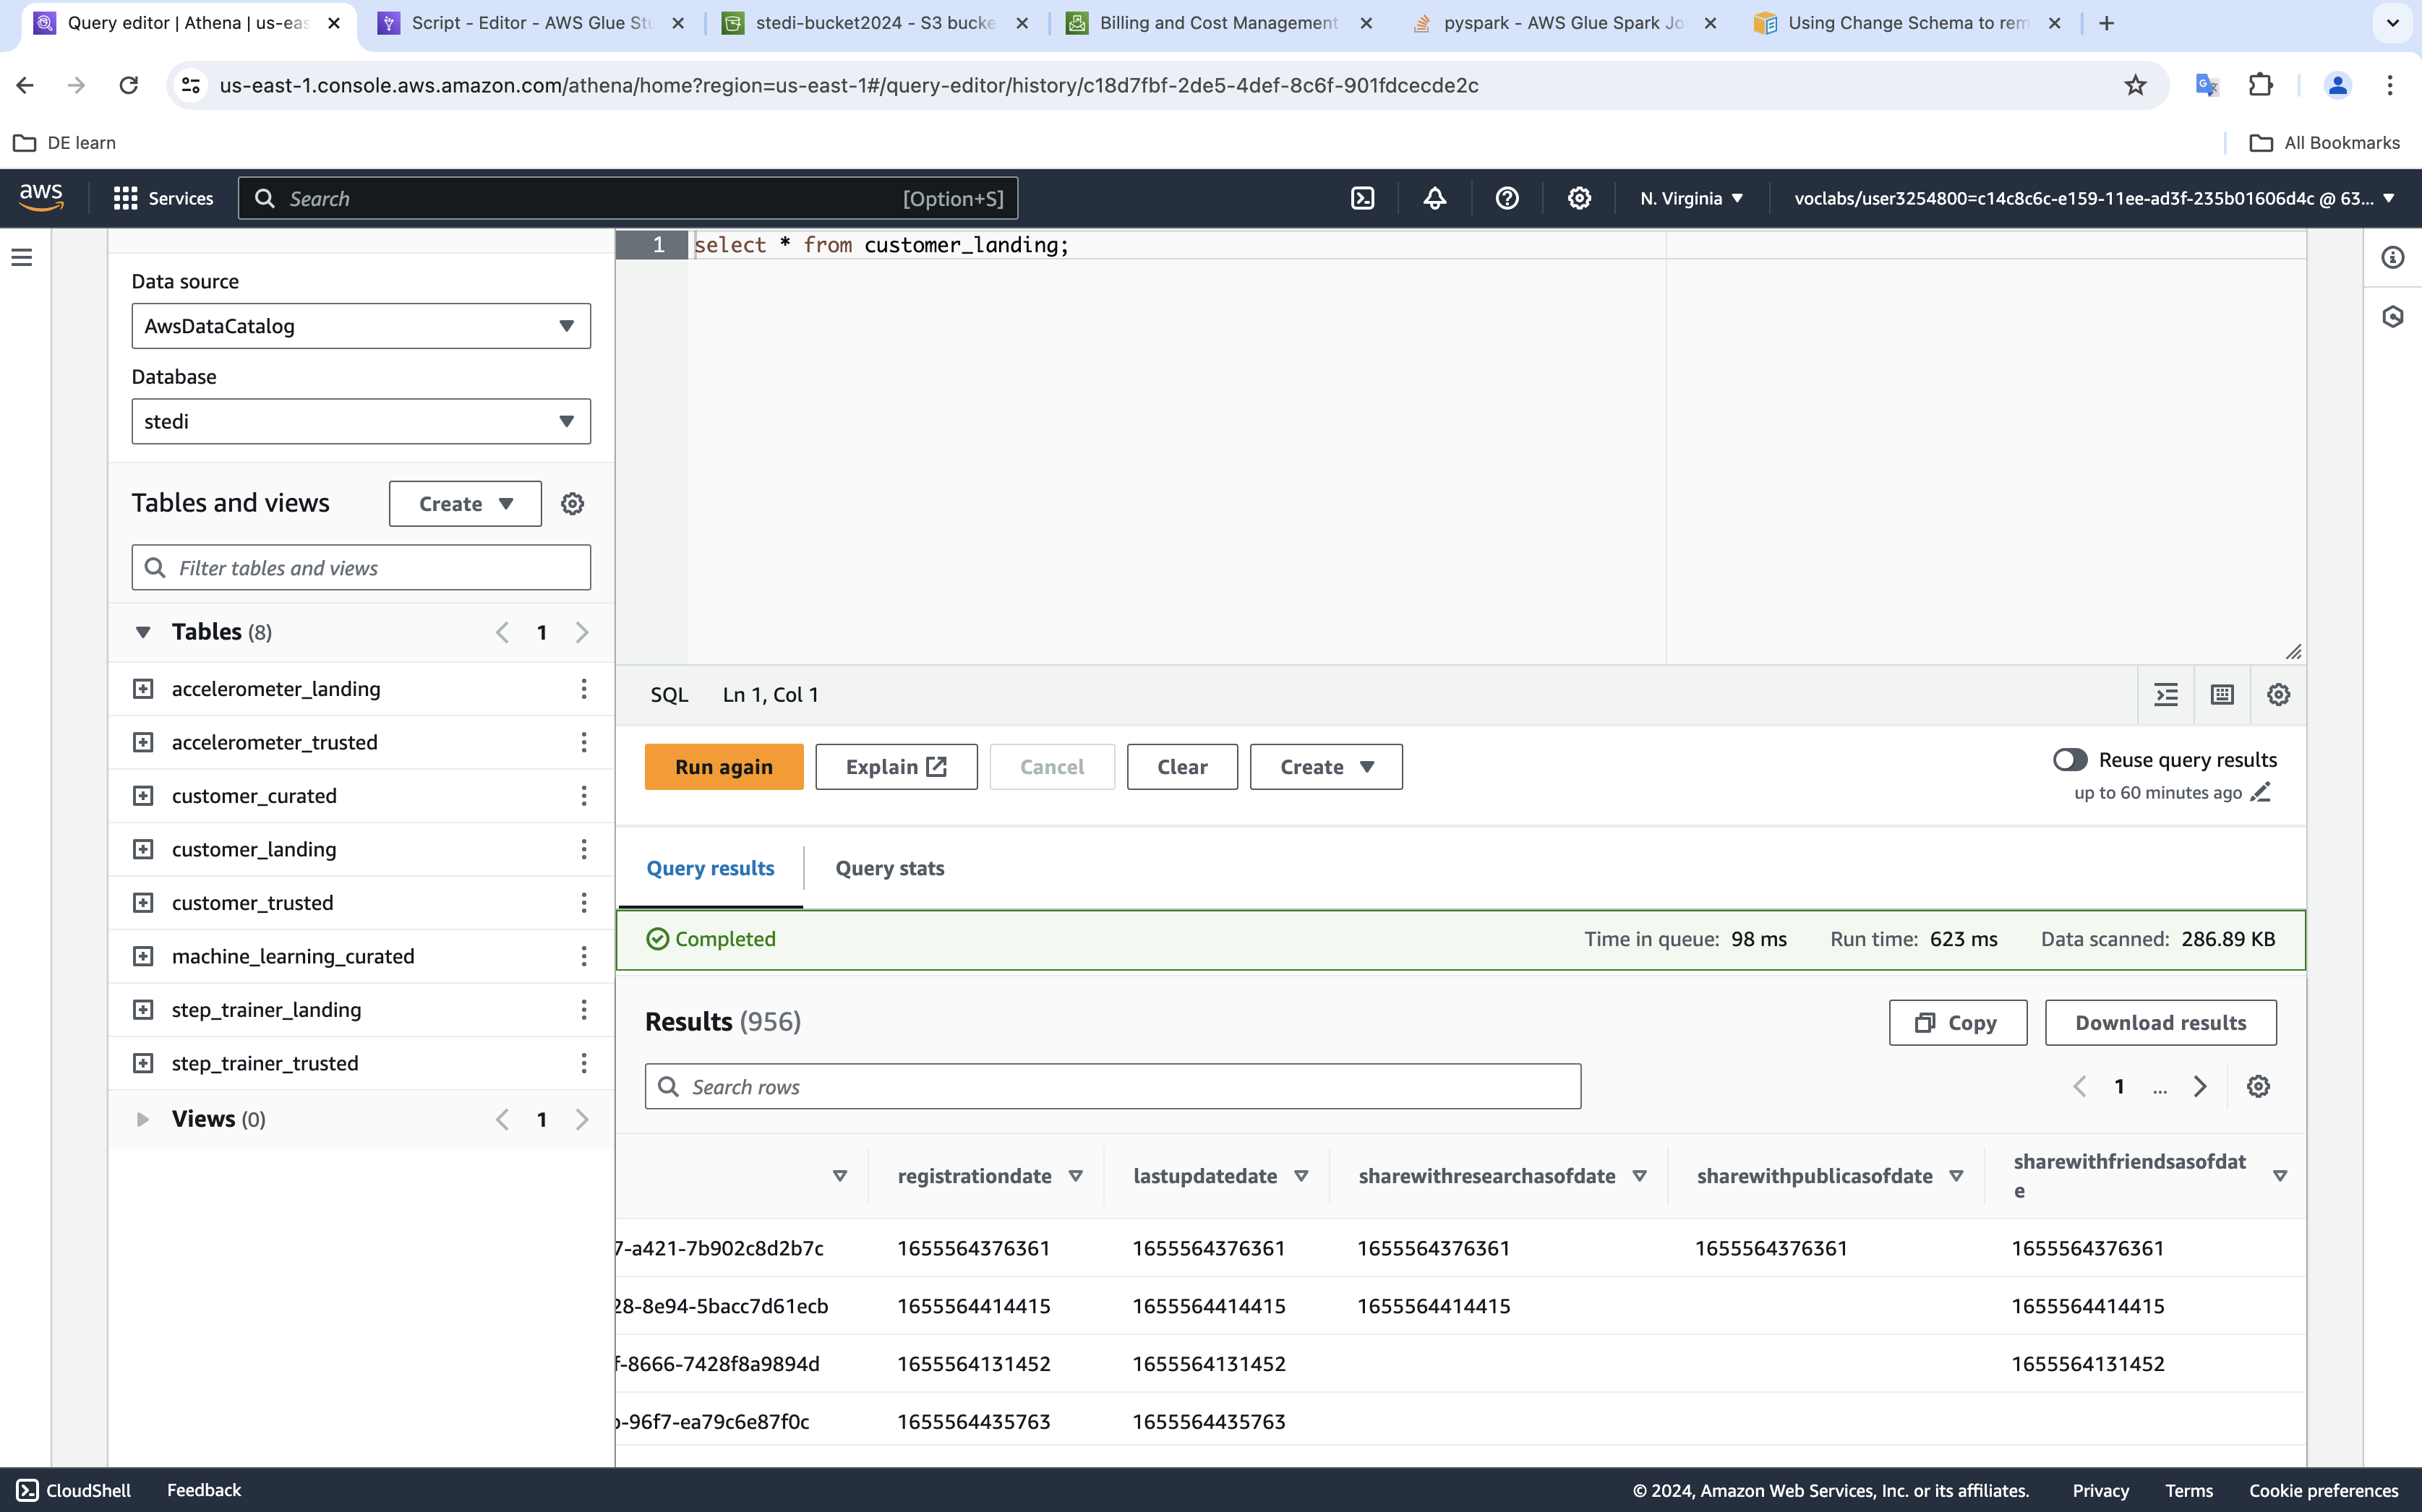 Query editor | Athena | us-eas
Script - Editor - AWS Glue Stu
stedi-bucket2024 - S3 bucke
Billing and Cost Management
pyspark - AWS Glue Spark Jo
Using Change Schema to rem
us-east-1.console.aws.amazon.com/athena/home?region=us-east-1#/query-editor/history/c18d7fbf-2de5-4def-8c6f-901fdcecde2c
DE learn
All Bookmarks
aws
Services
Search
[Option+S]
N. Virginia
voclabs/user3254800=c14c8c6c-e159-11ee-ad3f-235b01606d4c @ 63...
Data source
AwsDataCatalog
Database
stedi
Tables and views
Create
Filter tables and views
Tables (8)
1
accelerometer_landing
accelerometer_trusted
customer_curated
customer_landing
customer_trusted
machine_learning_curated
step_trainer_landing
step_trainer_trusted
Views (0)
1
1
select * from customer_landing;
SQL
Ln 1, Col 1
Run again
Explain
Cancel
Clear
Create
Reuse query results
up to 60 minutes ago
Query results
Query stats
Completed
Time in queue: 98 ms
Run time: 623 ms
Data scanned: 286.89 KB
Results (956)
Copy
Download results
Search rows
1
...
registrationdate
lastupdatedate
sharewithresearchasofdate
sharewithpublicasofdate
sharewithfriendsasofdat
e
7-a421-7b902c8d2b7c 1655564376361 1655564376361 1655564376361 1655564376361 1655564376361
28-8e94-5bacc7d61ecb 1655564414415 1655564414415 1655564414415 1655564414415
f-8666-7428f8a9894d 1655564131452 1655564131452 1655564131452
-96f7-ea79c6e87f0c 1655564435763 1655564435763
CloudShell
Feedback
© 2024, Amazon Web Services, Inc. or its affiliates.
Privacy
Terms
Cookie preferences